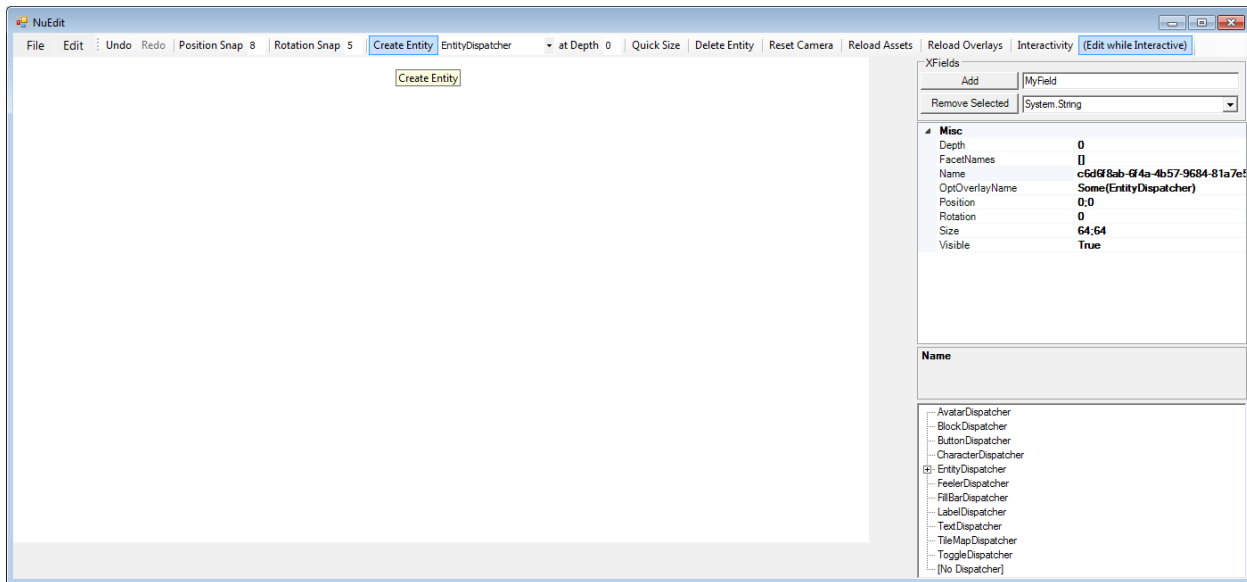 NuEdit
File Edit Undo Redo Position Snap 8 Rotation Snap 5 Create Entity EntityDispatcher at Depth 0 Quick Size Delete Entity Reset Camera Reload Assets Reload Overlays Interactivity (Edit while Interactive)
Create Entity
XFields
Add MyField
Remove Selected System.String
Misc
Depth 0
FacetNames []
Name c6d6f8ab-6f4a-4b57-9684-81a7e5
OptOverlayName Some(EntityDispatcher)
Position 0;0
Rotation 0
Size 64;64
Visible True
Name
AvatarDispatcher
BlockDispatcher
ButtonDispatcher
CharacterDispatcher
EntityDispatcher
FeelerDispatcher
FillBarDispatcher
LabelDispatcher
TextDispatcher
TileMapDispatcher
ToggleDispatcher
[No Dispatcher]